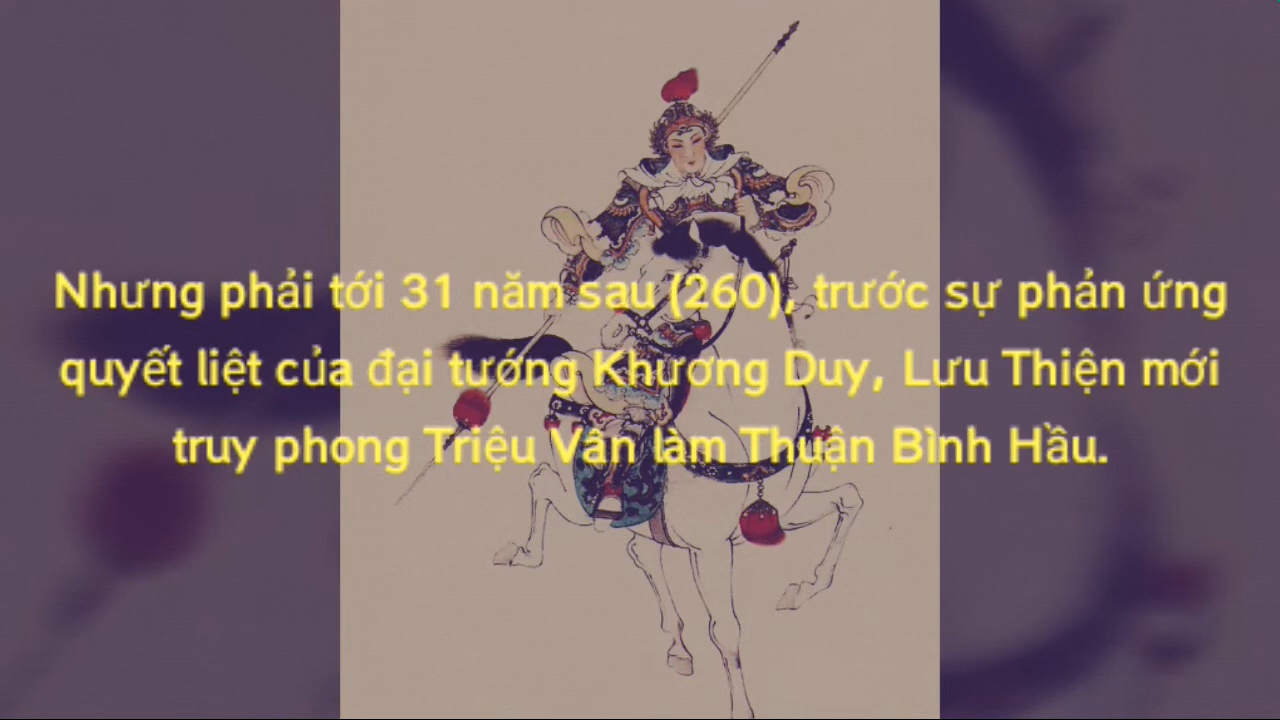 Nhưng phải tới 31 năm sau (260), trước sự phản ứng
quyết liệt của đại tướng Khương Duy, Lưu Thiện mới
truy phong Triệu Vân làm Thuận Bình Hầu.